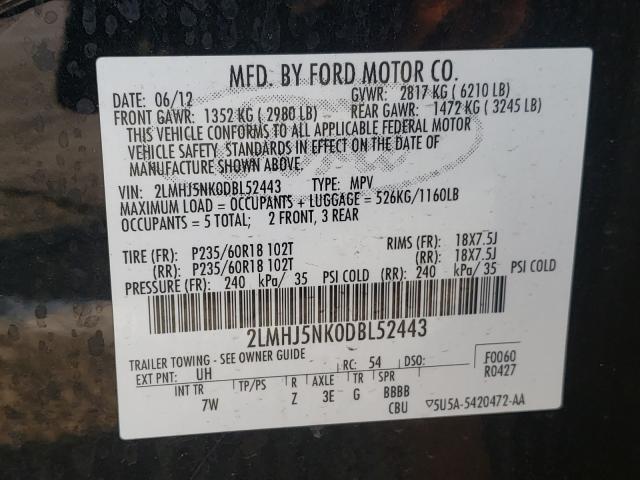 MFD. BY FORD MOTOR CO.
DATE: 06/12 GVWR: 2817 KG ( 6210 LB)
FRONT GAWR: 1352 KG ( 2980 LB) REAR GAWR: 1472 KG ( 3245 LB)
THIS VEHICLE CONFORMS TO ALL APPLICABLE FEDERAL MOTOR
VEHICLE SAFETY STANDARDS IN EFFECT ON THE DATE OF
MANUFACTURE SHOWN ABOVE.
VIN: 2LMHJ5NK0DBL52443 TYPE: MPV
MAXIMUM LOAD = OCCUPANTS + LUGGAGE = 526KG/1160LB
OCCUPANTS = 5 TOTAL; 2 FRONT, 3 REAR
TIRE (FR): P235/60R18 102T RIMS (FR): 18X7.5J
(RR): P235/60R18 102T (RR): 18X7.5J
PRESSURE (FR): 240 kPa/ 35 PSI COLD (RR): 240 kPa/ 35 PSI COLD
2LMHJ5NK0DBL52443
TRAILER TOWING - SEE OWNER GUIDE
EXT PNT: UH RC: 54 DSO: F0060
R0427
INT TR TP/PS R AXLE TR SPR
7W Z 3E G BBBB
CBU ▽5U5A-5420472-AA